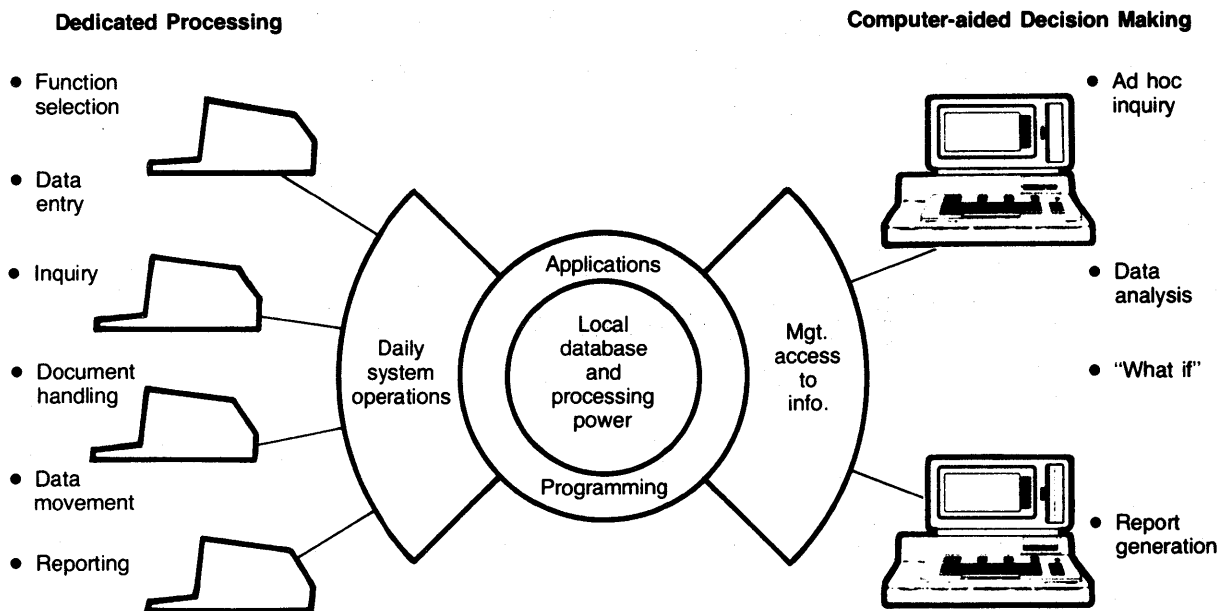 Dedicated Processing
• Function
selection
• Data
entry
• Inquiry
• Document
handling
• Data
movement
• Reporting
Daily
system
operations
Applications
Local
database
and
processing
power
Programming
Mgt.
access
to
info.
Computer-aided Decision Making
• Ad hoc
inquiry
• Data
analysis
• “What if”
• Report
generation